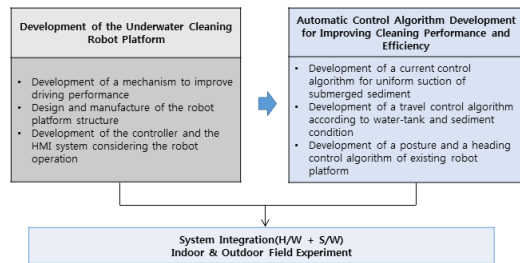 Development of the Underwater Cleaning
Robot Platform
• Development of a mechanism to improve
driving performance
• Design and manufacture of the robot
platform structure
• Development of the controller and the
HMI system considering the robot
operation
Automatic Control Algorithm Development
for Improving Cleaning Performance and
Efficiency
• Development of a current control
algorithm for uniform suction of
submerged sediment
• Development of a travel control algorithm
according to water-tank and sediment
condition
• Development of a posture and a heading
control algorithm of existing robot
platform
System Integration(H/W + S/W)
Indoor & Outdoor Field Experiment